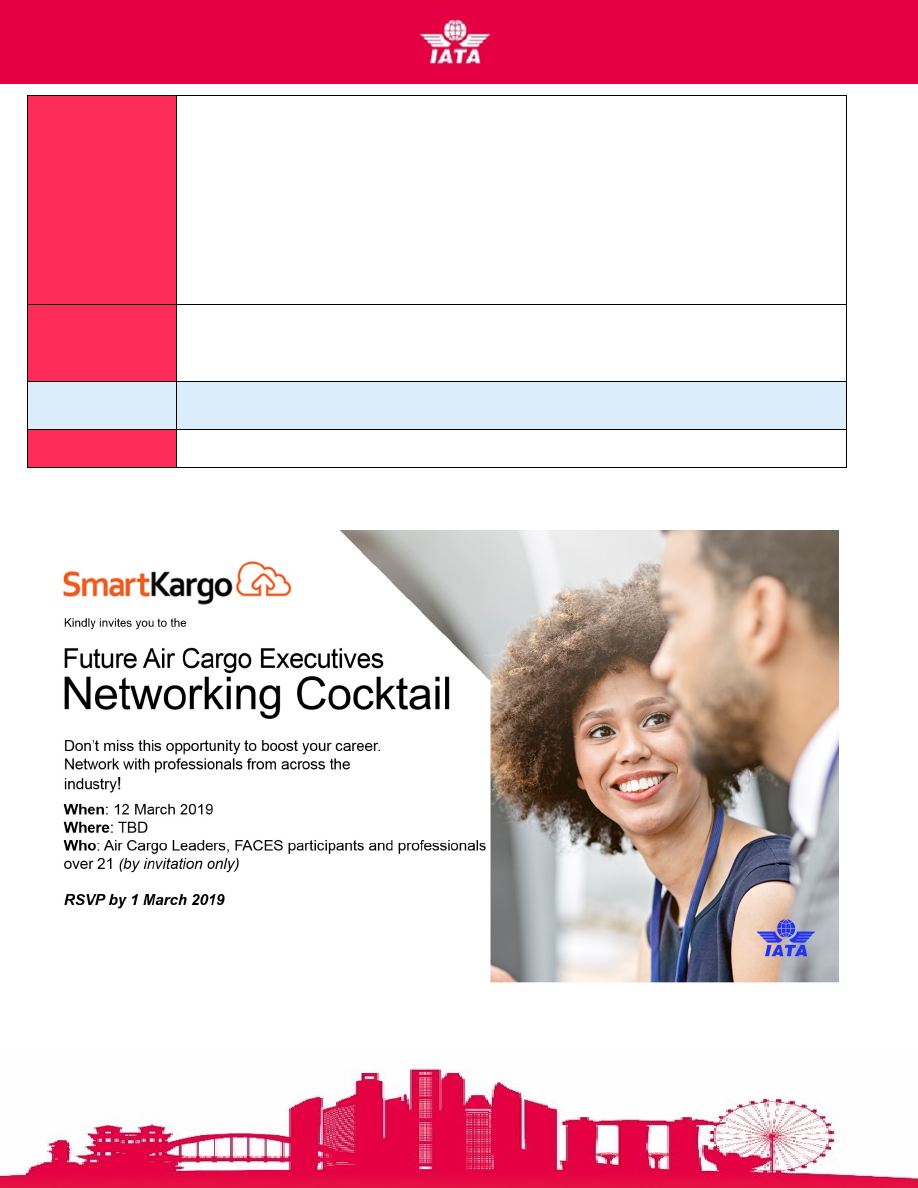 IATA
SmartKargo
Kindly invites you to the
Future Air Cargo Executives
Networking Cocktail
Don’t miss this opportunity to boost your career.
Network with professionals from across the
industry!
When: 12 March 2019
Where: TBD
Who: Air Cargo Leaders, FACES participants and professionals
over 21 (by invitation only)
RSVP by 1 March 2019
IATA